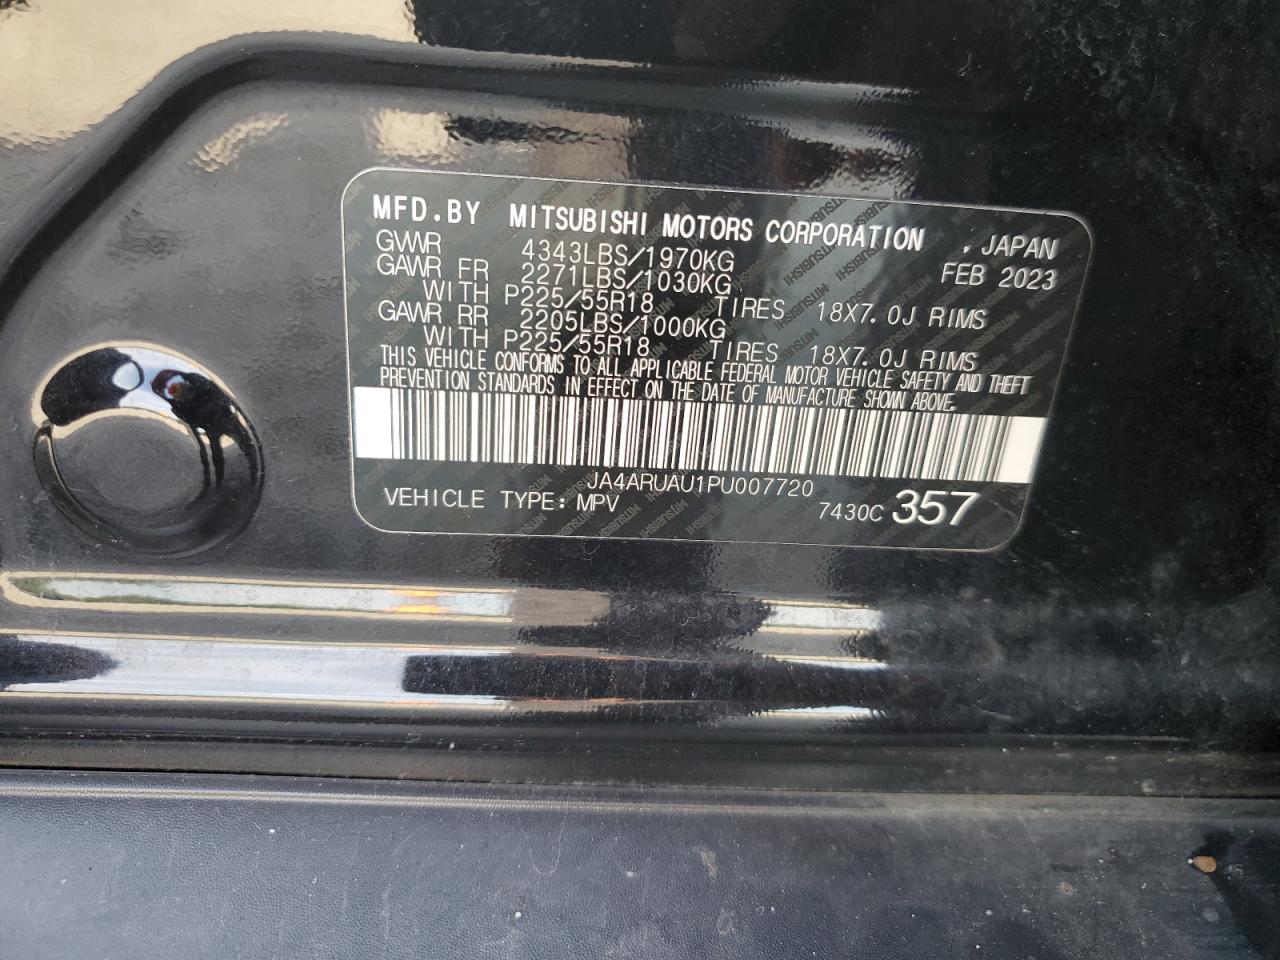 MFD.BY MITSUBISHI MOTORS CORPORATION , JAPAN
GVWR 4343LBS/1970KG FEB 2023
GAWR FR 2271LBS/1030KG
WITH P225/55R18 TIRES 18X7.0J RIMS
GAWR RR 2205LBS/1000KG
WITH P225/55R18 TIRES 18X7.0J RIMS
THIS VEHICLE CONFORMS TO ALL APPLICABLE FEDERAL MOTOR VEHICLE SAFETY AND THEFT
PREVENTION STANDARDS IN EFFECT ON THE DATE OF MANUFACTURE SHOWN ABOVE.
JA4ARUAU1PU007720
VEHICLE TYPE: MPV 7430C 357